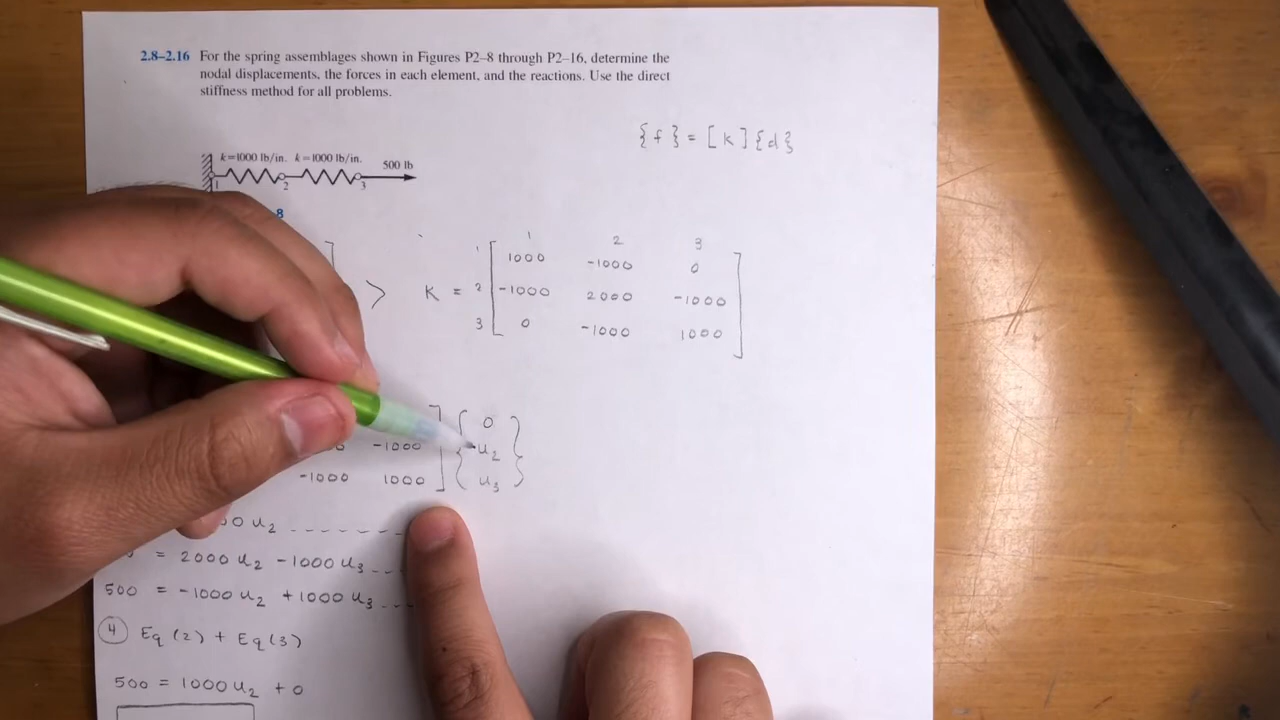 2.8–2.16 For the spring assemblages shown in Figures P2–8 through P2–16, determine the
nodal displacements, the forces in each element, and the reactions. Use the direct
stiffness method for all problems.
{f} = [K]{d}
k=1000 lb/in. k=1000 lb/in. 500 lb
1 2 3
8
1 2 3
1 1000 -1000 0
> K = 2 -1000 2000 -1000
3 0 -1000 1000
0
-1000 u2
-1000 1000 u3
0 u2
= 2000 u2 -1000 u3
500 = -1000 u2 +1000 u3
4 Eq (2) + Eq (3)
500 = 1000 u2 + 0